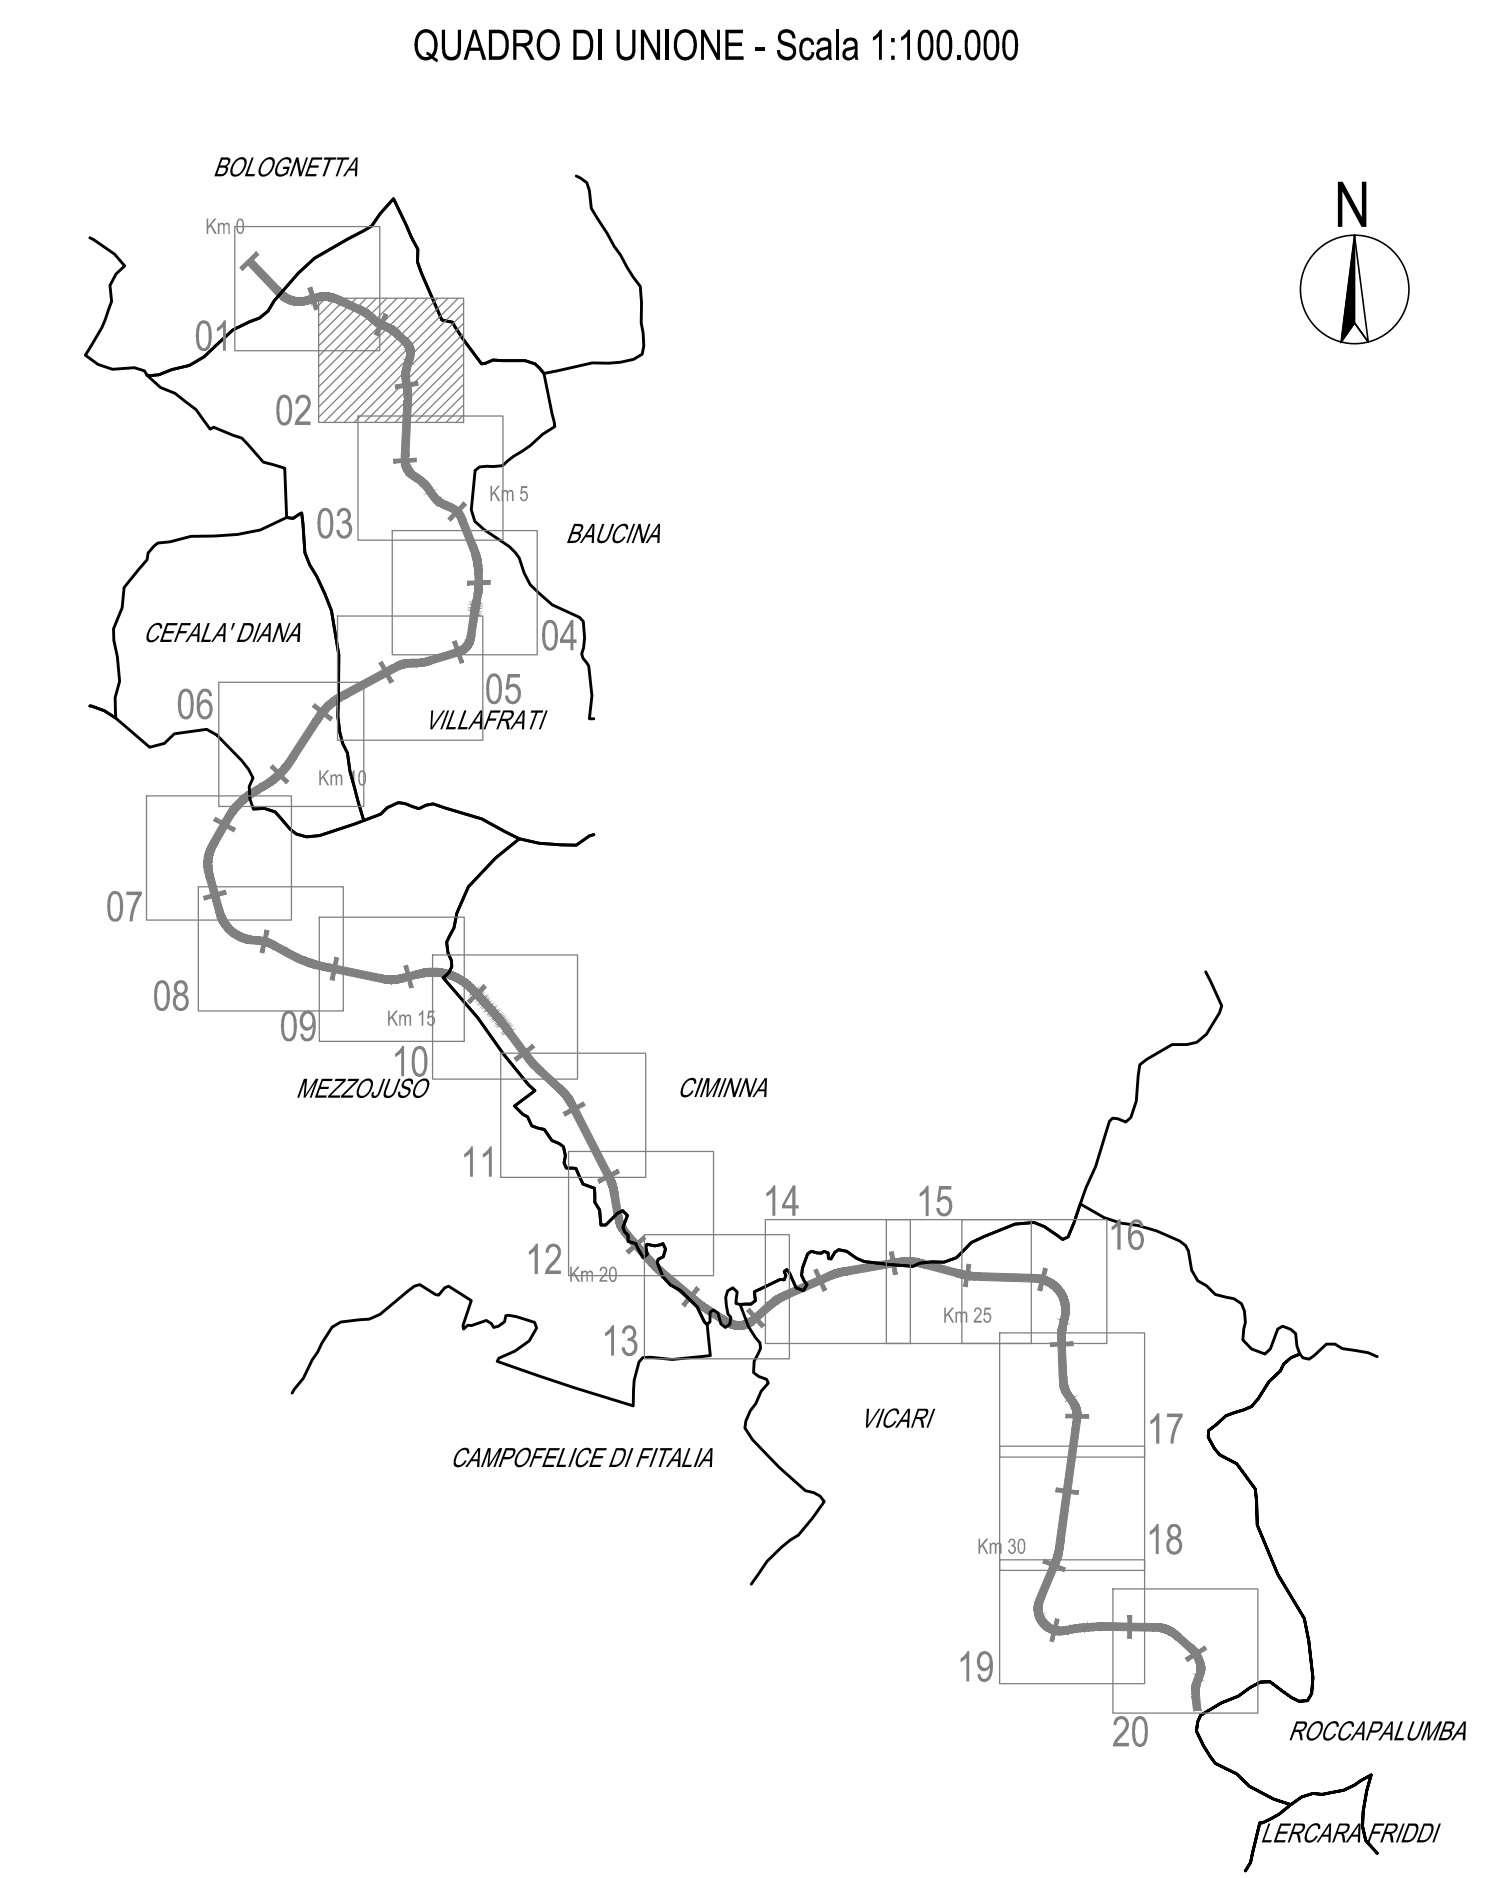 QUADRO DI UNIONE - Scala 1:100.000
BOLOGNETTA
N
Km 0
01
02
Km 5
03
BAUCINA
CEFALA' DIANA
04
05
06
VILLAFRATI
Km 10
07
08
Km 15
09
10
MEZZOJUSO
CIMINNA
11
14
15
16
12
Km 20
Km 25
13
VICARI
17
CAMPOFELICE DI FITALIA
18
Km 30
19
20
ROCCAPALUMBA
LERCARA FRIDDI